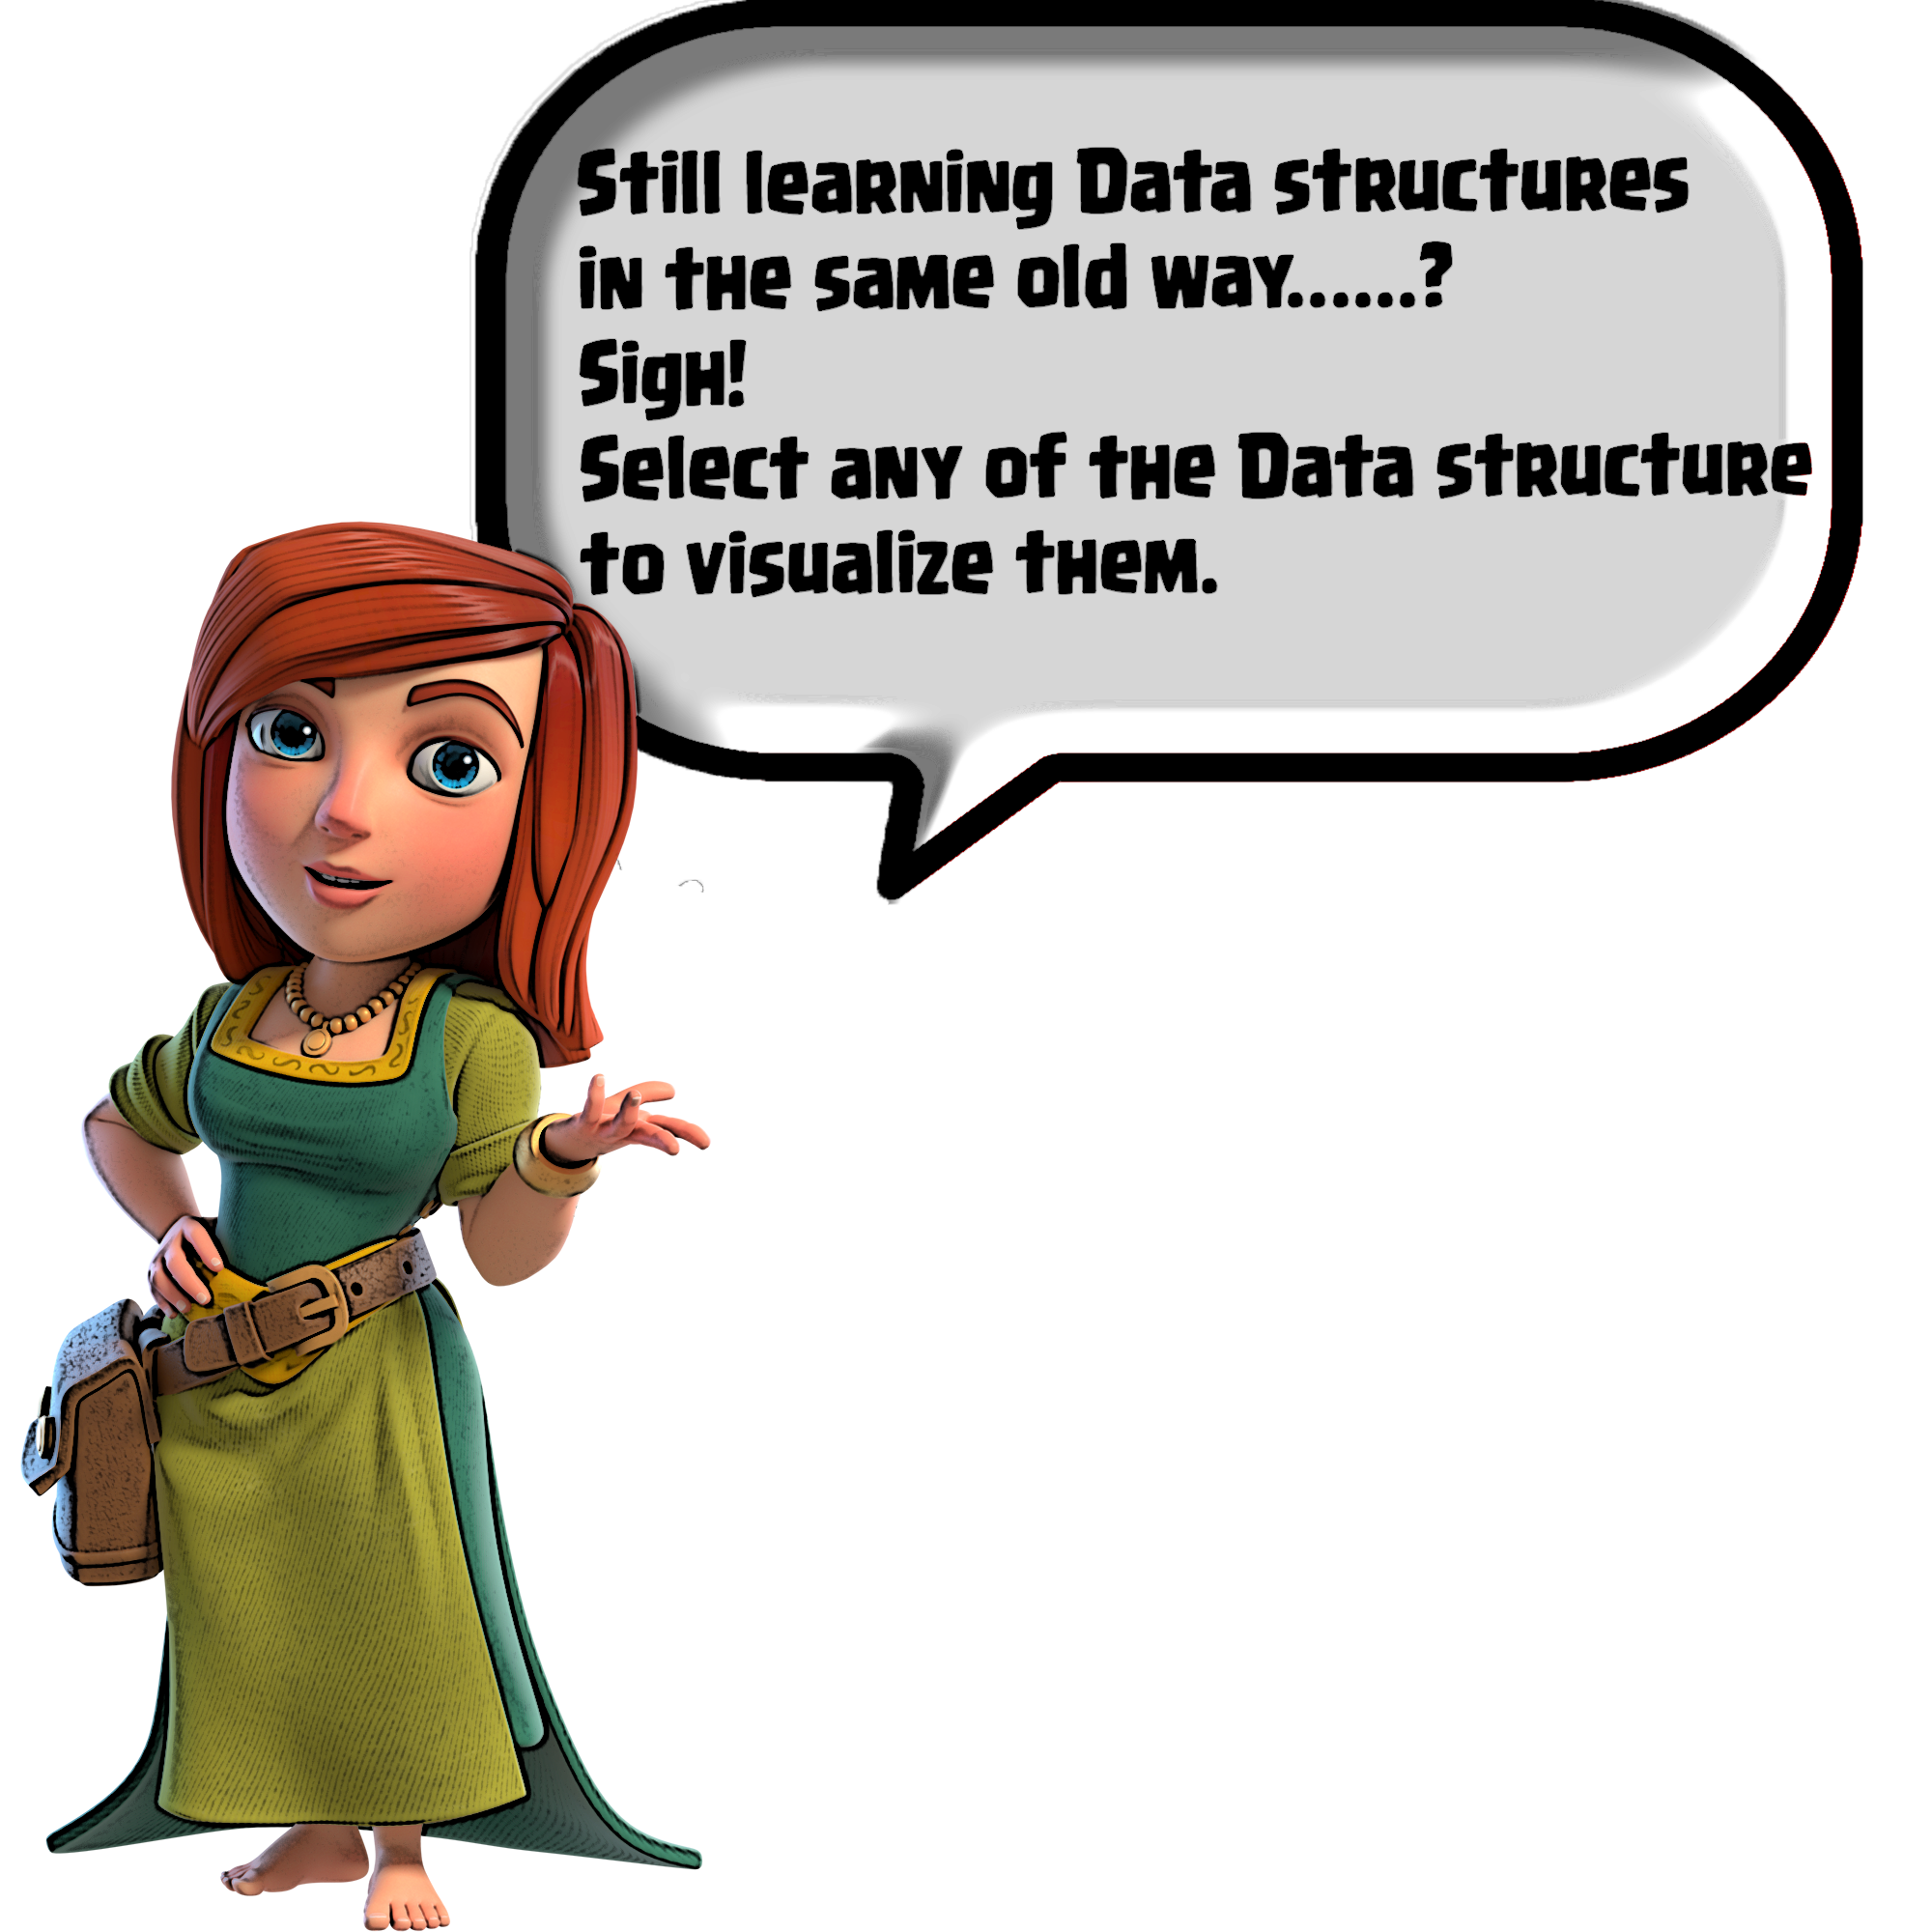 Still learning Data structures
in the same old way......?
Sigh!
Select any of the Data structure
to visualize them.